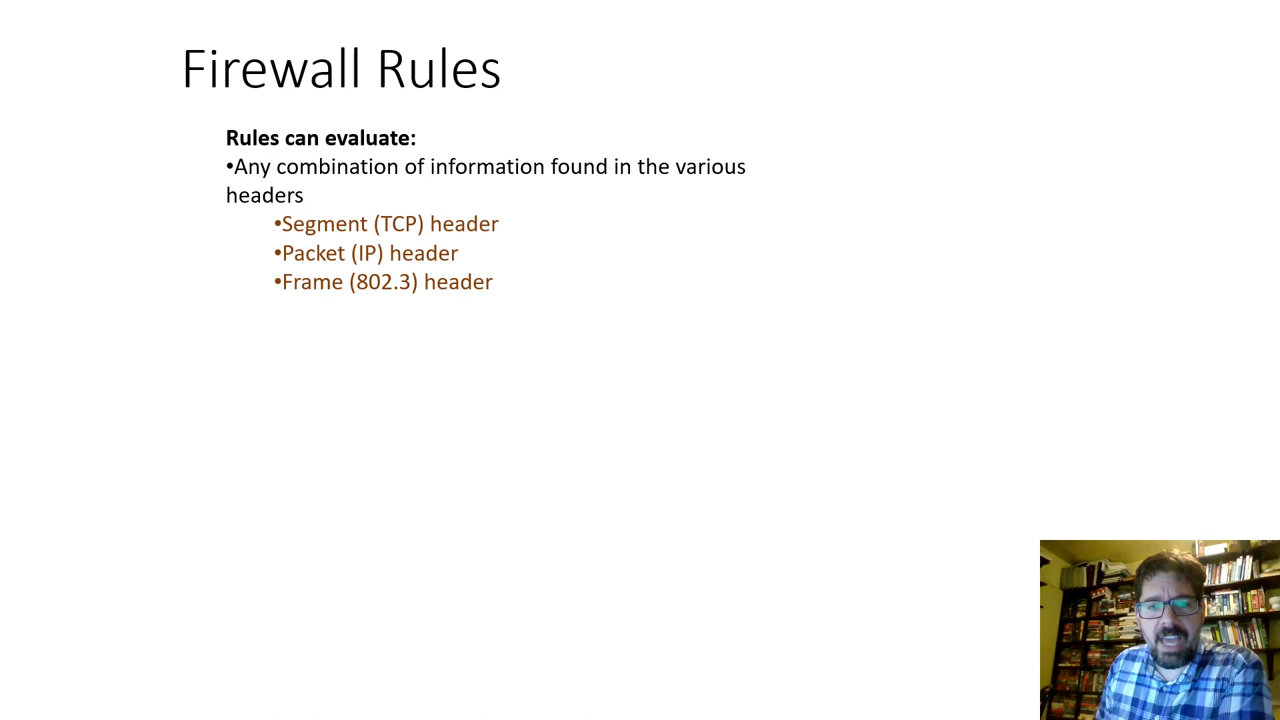 Firewall Rules
Rules can evaluate:
•Any combination of information found in the various
headers
•Segment (TCP) header
•Packet (IP) header
•Frame (802.3) header